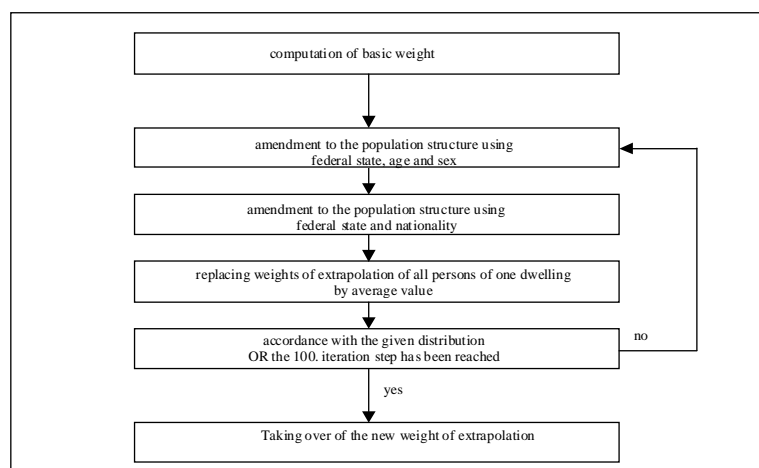 computation of basic weight
amendment to the population structure using
federal state, age and sex
amendment to the population structure using
federal state and nationality
replacing weights of extrapolation of all persons of one dwelling
by average value
accordance with the given distribution
OR the 100. iteration step has been reached
no
yes
Taking over of the new weight of extrapolation